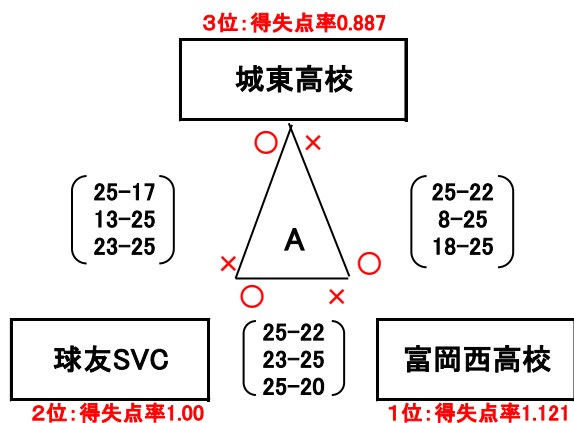 3位：得失点率0.887
城東高校
○ ×
25-17
13-25
23-25
25-22
8-25
18-25
A
× ○
○ ×
25-22
23-25
25-20
球友SVC
富岡西高校
2位：得失点率1.00
1位：得失点率1.121